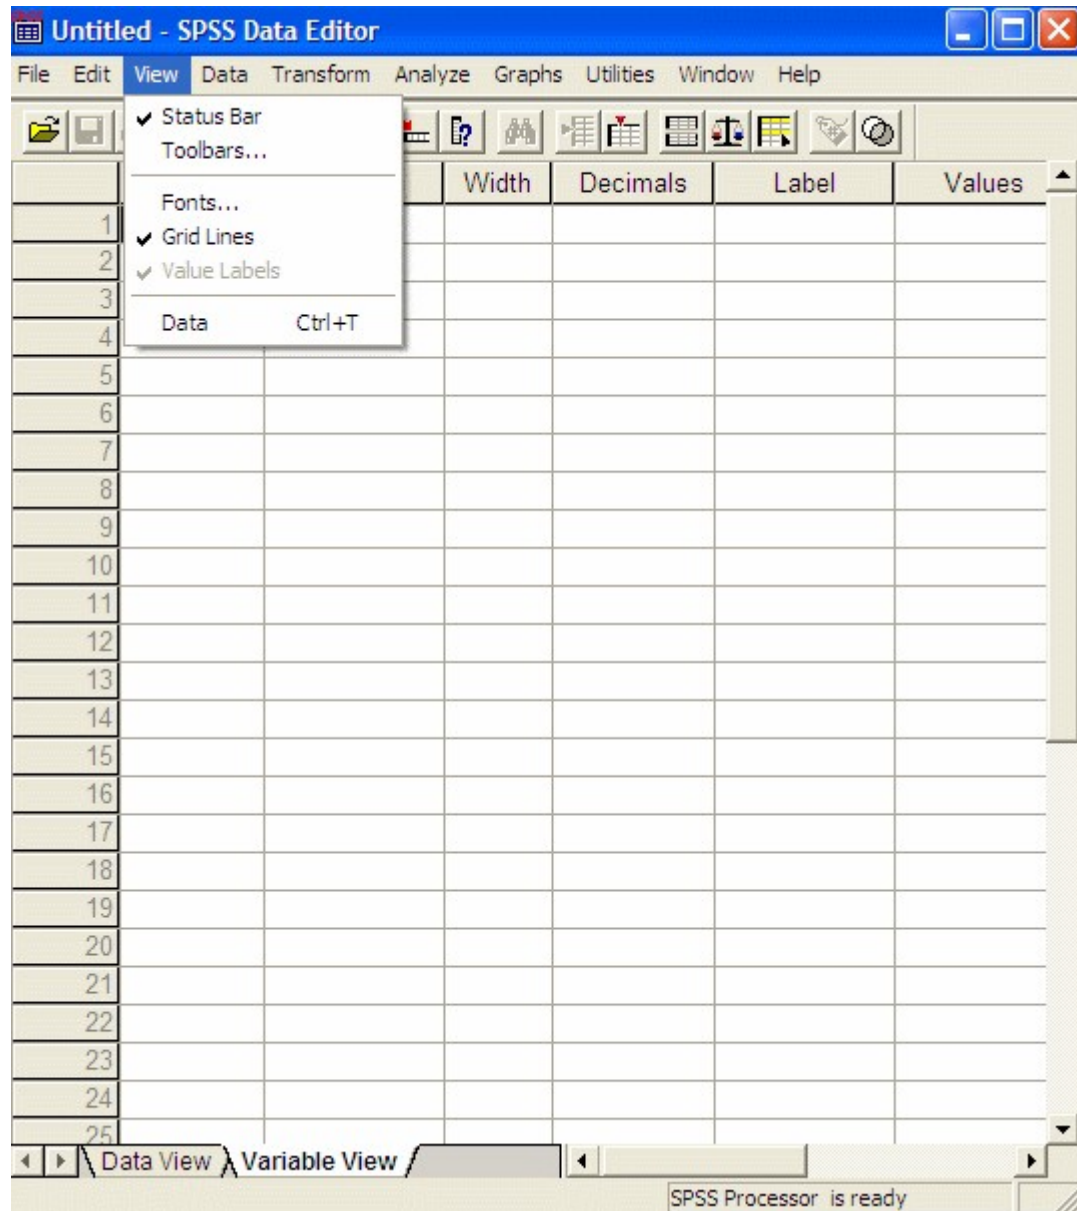 Untitled - SPSS Data Editor
File Edit View Data Transform Analyze Graphs Utilities Window Help
Status Bar
Toolbars...
Fonts...
Grid Lines
Value Labels
Data Ctrl+T
Width Decimals Label Values
1
2
3
4
5
6
7
8
9
10
11
12
13
14
15
16
17
18
19
20
21
22
23
24
25
Data View Variable View
SPSS Processor is ready